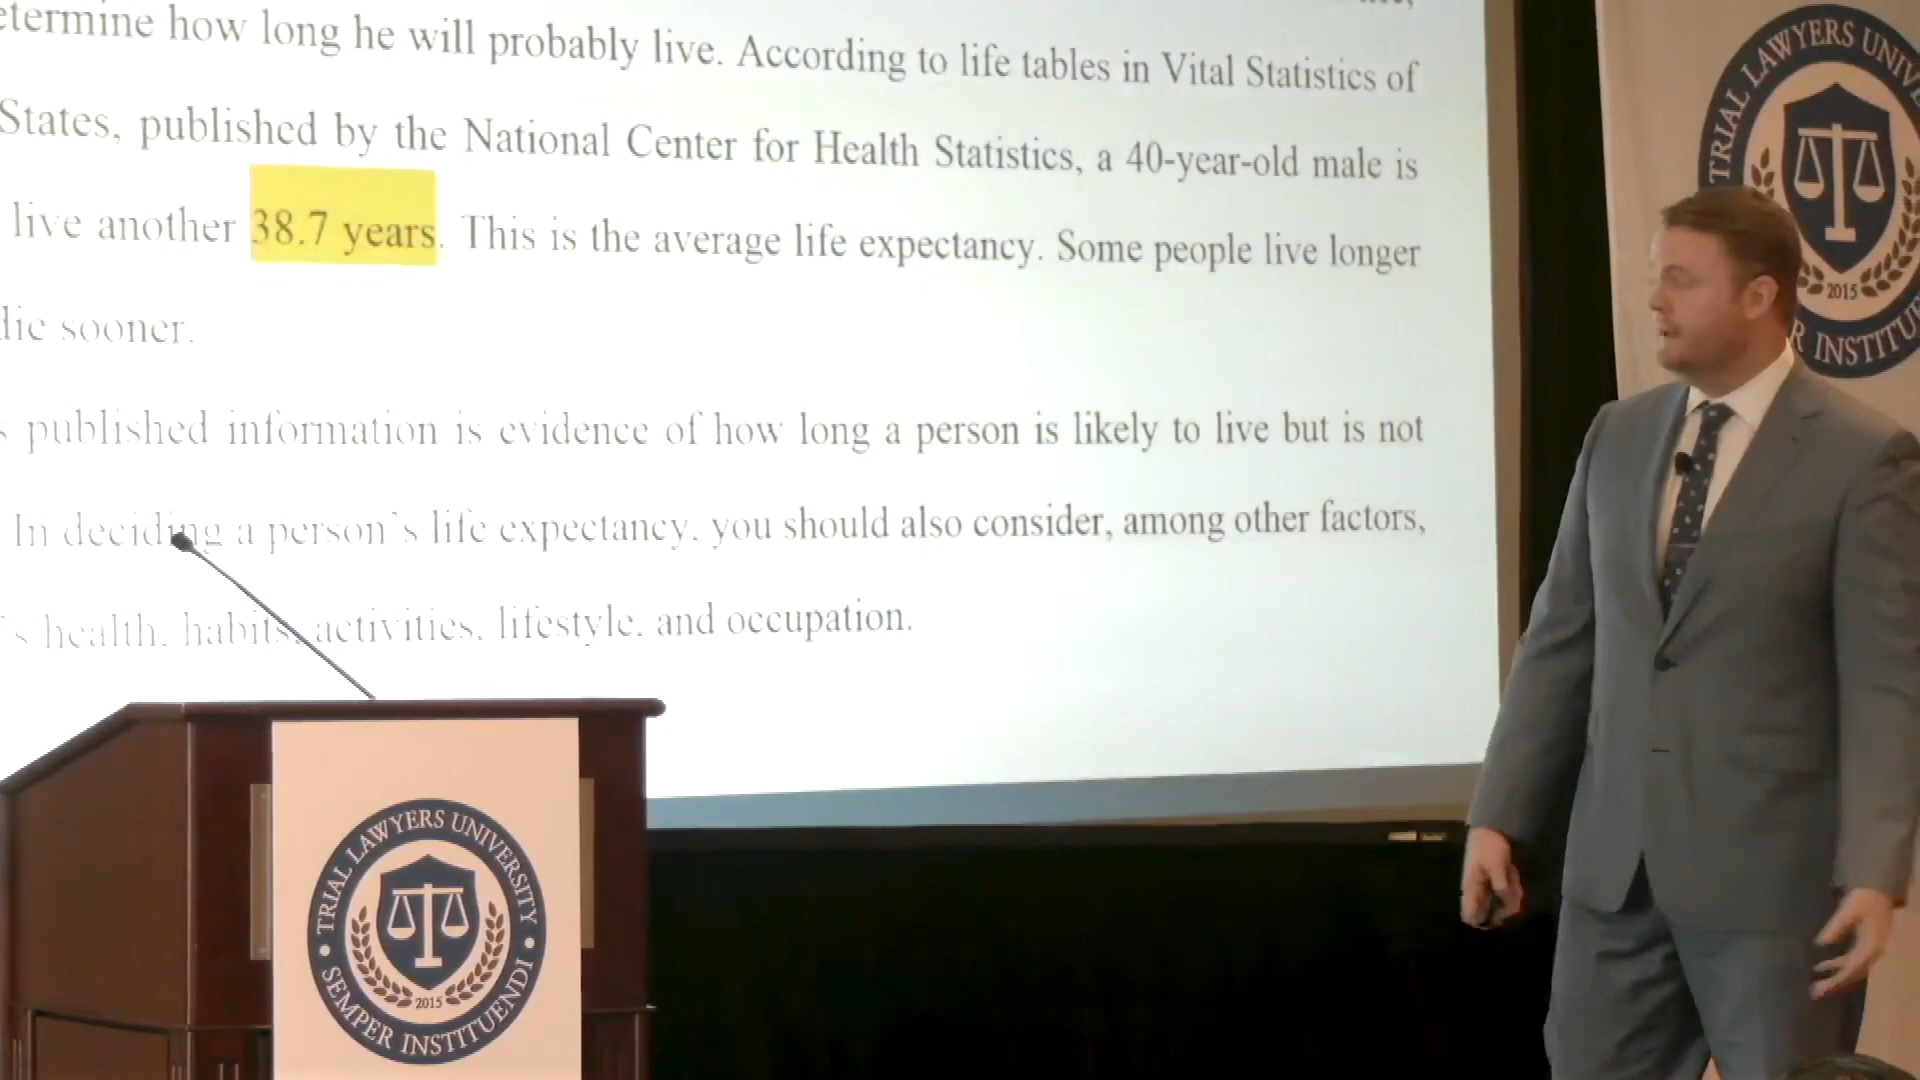 etermine how long he will probably live. According to life tables in Vital Statistics of
States, published by the National Center for Health Statistics, a 40-year-old male is
live another 38.7 years. This is the average life expectancy. Some people live longer
die sooner.
s published information is evidence of how long a person is likely to live but is not
In deciding a person's life expectancy, you should also consider, among other factors,
's health, habits, activities, lifestyle, and occupation.
TRIAL LAWYERS UNIV
2015
R INSTITU
TRIAL LAWYERS UNIVERSITY
2015
• SEMPER INSTITUENDI •